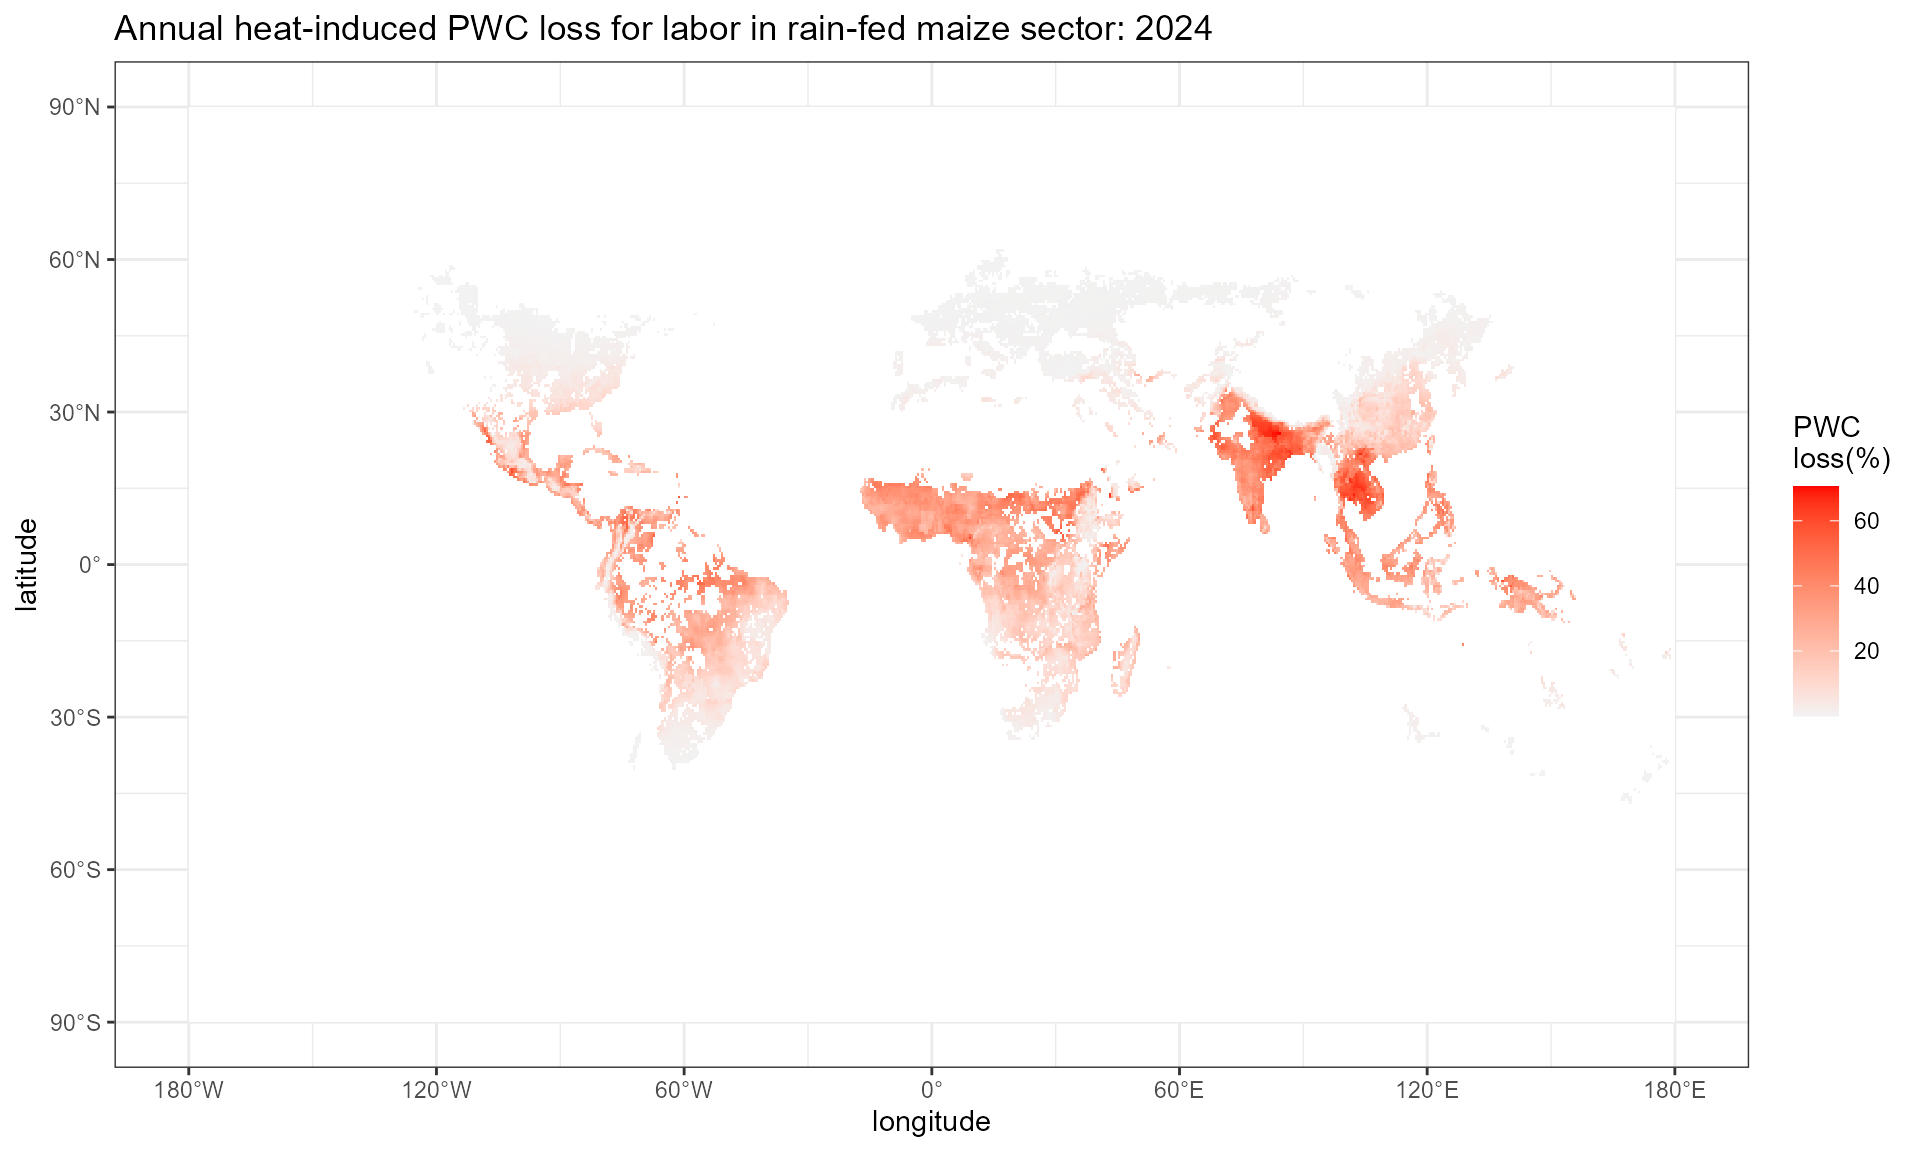 Annual heat-induced PWC loss for labor in rain-fed maize sector: 2024
90°N
60°N
30°N
0°
30°S
60°S
90°S
latitude
180°W
120°W
60°W
0°
60°E
120°E
180°E
longitude
PWC
loss(%)
60
40
20